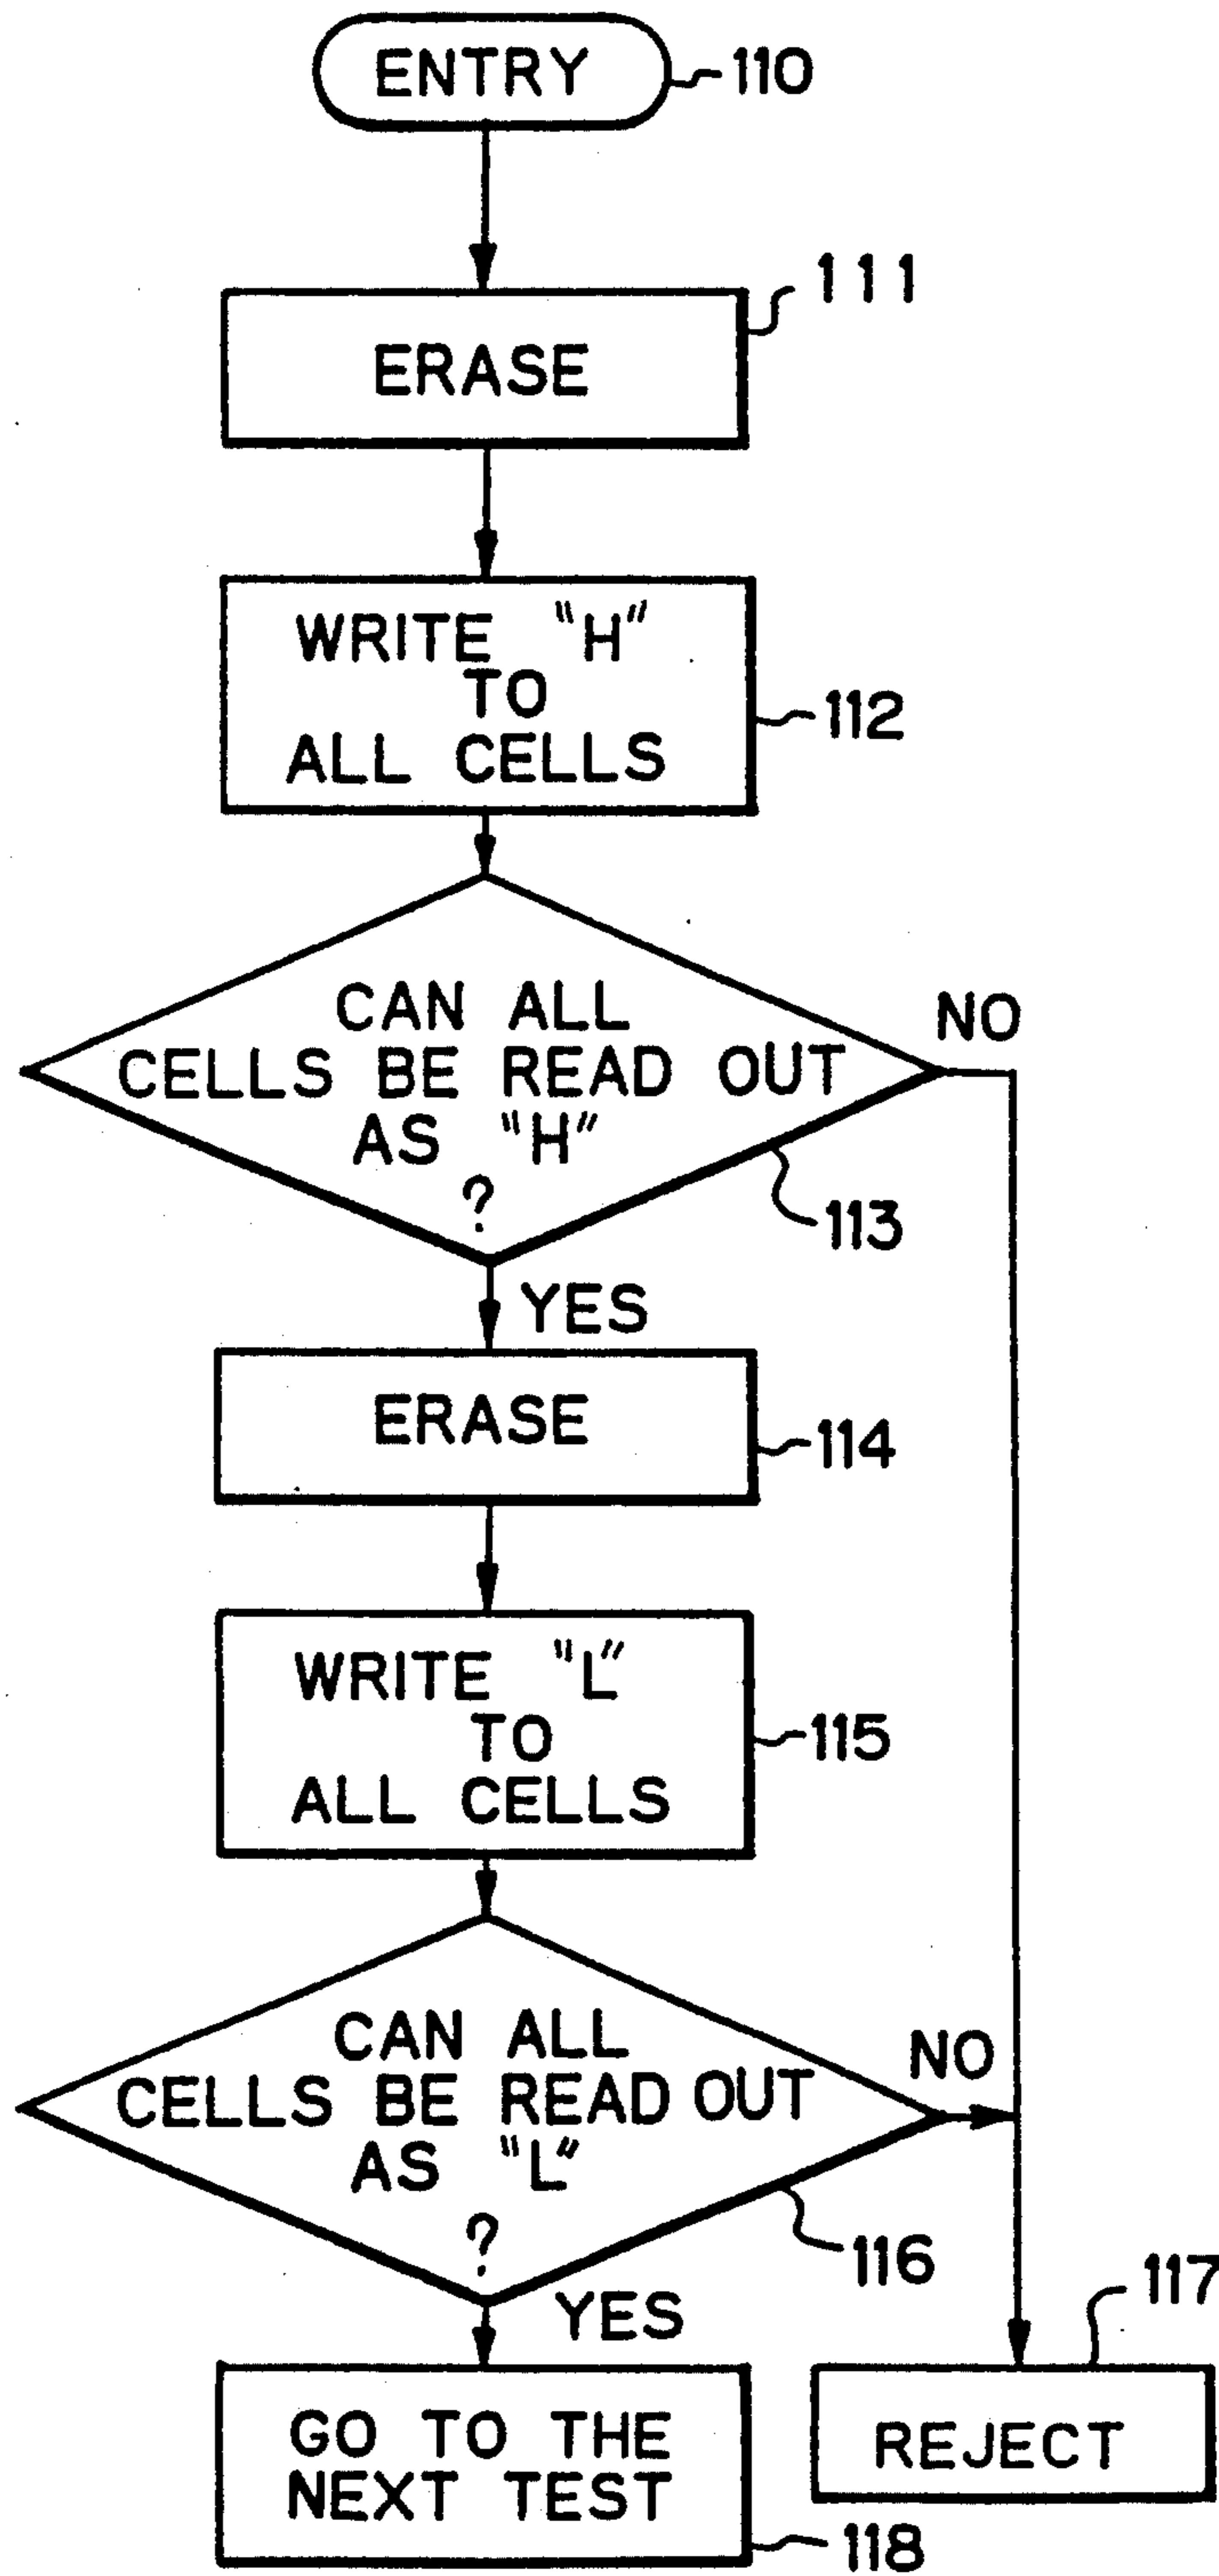 ENTRY
110
111
ERASE
WRITE "H"
TO
ALL CELLS
112
CAN ALL
CELLS BE READ OUT
AS "H"
?
NO
113
YES
ERASE
114
WRITE "L"
TO
ALL CELLS
115
CAN ALL
CELLS BE READ OUT
AS "L"
?
NO
116
YES
117
GO TO THE
NEXT TEST
118
REJECT